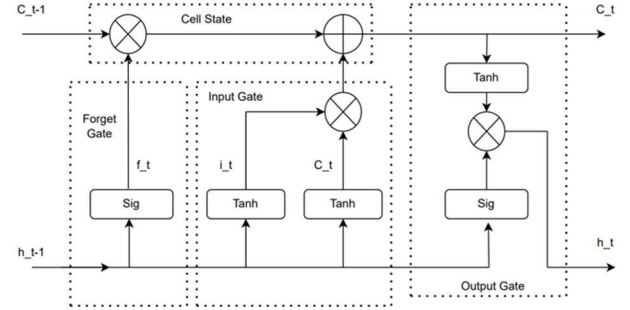 C_t-1
Cell State
C_t
Tanh
Input Gate
Forget
Gate
f_t
i_t
C_t
Sig
Tanh
Tanh
Sig
h_t-1
h_t
Output Gate